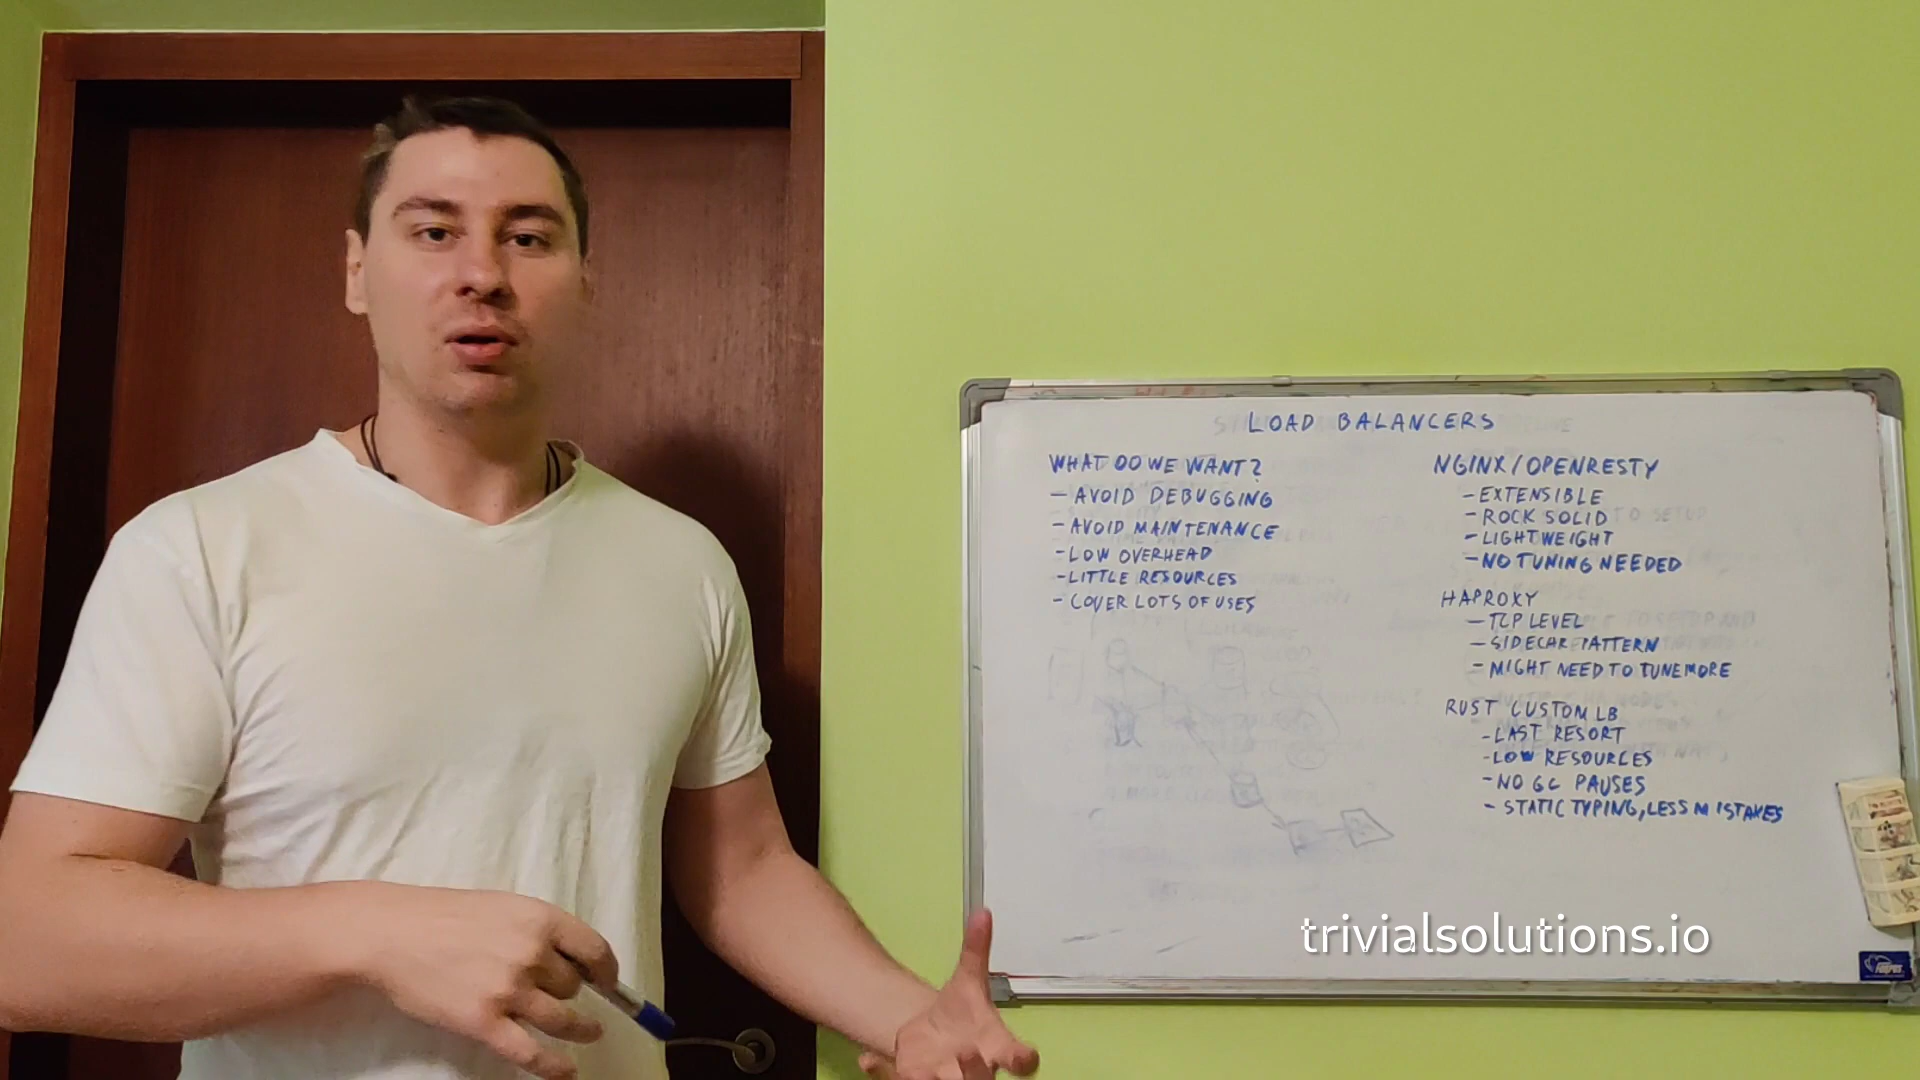 LOAD BALANCERS
WHAT DO WE WANT?
- AVOID DEBUGGING
- AVOID MAINTENANCE
- LOW OVERHEAD
- LITTLE RESOURCES
- COVER LOTS OF USES
NGINX/OPENRESTY
- EXTENSIBLE
- ROCK SOLID
- LIGHTWEIGHT
- NO TUNING NEEDED
HAPROXY
- TCP LEVEL
- SIDECAR PATTERN
- MIGHT NEED TO TUNE MORE
RUST CUSTOM LB
- LAST RESORT
- LOW RESOURCES
- NO GC PAUSES
- STATIC TYPING, LESS MISTAKES
trivialsolutions.io